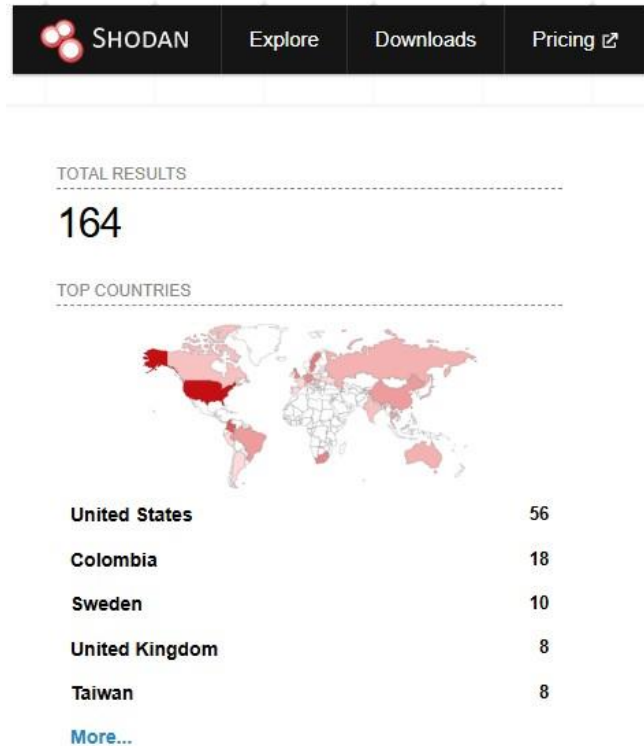 SHODAN Explore Downloads Pricing
TOTAL RESULTS
164
TOP COUNTRIES
United States 56
Colombia 18
Sweden 10
United Kingdom 8
Taiwan 8
More...